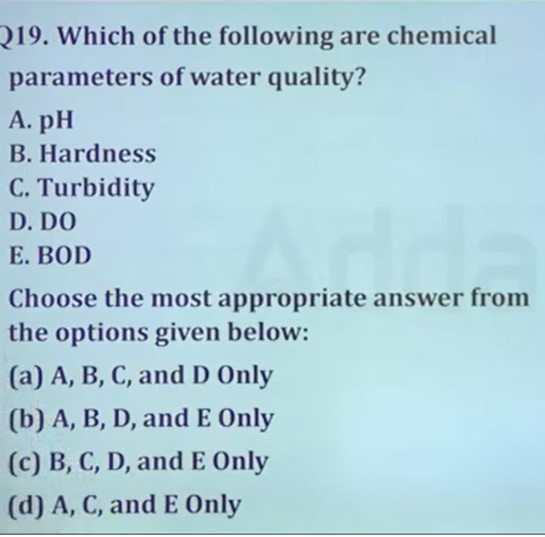 Q19. Which of the following are chemical
parameters of water quality?
A. pH
B. Hardness
C. Turbidity
D. DO
E. BOD
Adda
Choose the most appropriate answer from
the options given below:
(a) A, B, C, and D Only
(b) A, B, D, and E Only
(c) B, C, D, and E Only
(d) A, C, and E Only